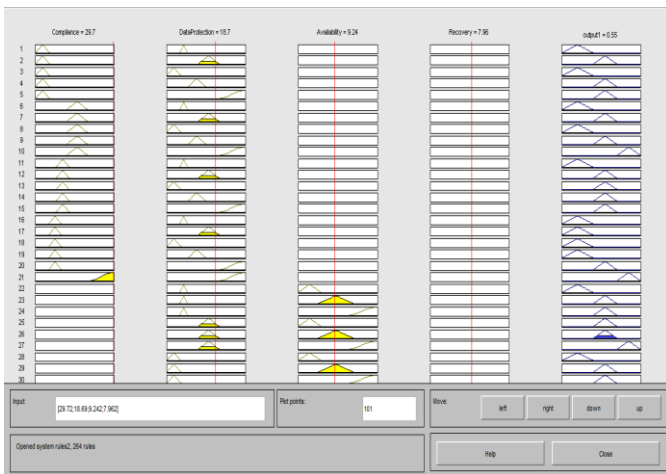 Compliance = 29.7
DataProtection = 18.7
Availability = 9.24
Recovery = 7.96
output1 = 0.55
1
2
3
4
5
6
7
8
9
10
11
12
13
14
15
16
17
18
19
20
21
22
23
24
25
26
27
28
29
30
Input:
[29.72;18.69;9.242;7.962]
Plot points:
101
Move:
left
right
down
up
Opened system rules2, 264 rules
Help
Close